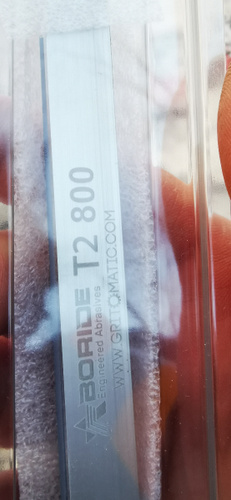 BORIDE T2 800
Engineered Abrasives
WWW.GRITOMATIC.COM